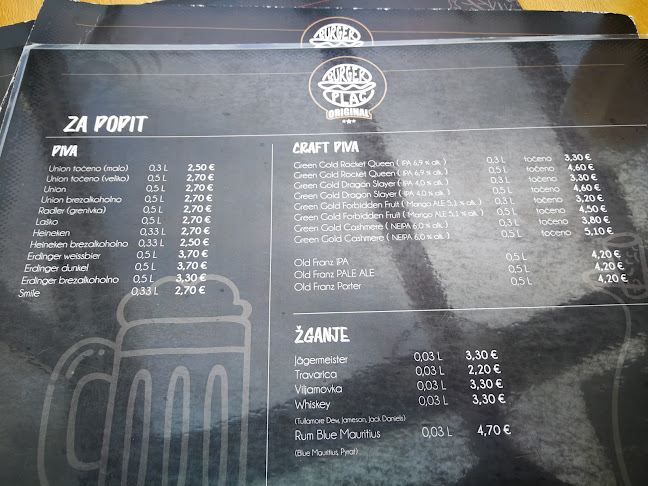 BURGER
BURGER
PLAC
ORIGINAL
ZA POPIT
PIVA
Union točeno (malo) 0,3 L 2,50 €
Union točeno (veliko) 0,5 L 2,70 €
Union 0,5 L 2,70 €
Union brezalkoholno 0,5 L 2,70 €
Radler (grenivka) 0,5 L 2,70 €
Laško 0,5 L 2,70 €
Heineken 0,33 L 2,70 €
Heineken brezalkoholno 0,33 L 2,50 €
Erdinger weissbier 0,5 L 3,70 €
Erdinger dunkel 0,5 L 3,70 €
Erdinger brezalkoholno 0,5 L 3,30 €
Smile 0,33 L 2,70 €
CRAFT PIVA
Green Gold Rocket Queen ( IPA 6,9 % alk. ) 0,3 L točeno 3,30 €
Green Gold Rocket Queen ( IPA 6,9 % alk. ) 0,5 L točeno 4,60 €
Green Gold Dragon Slayer ( IPA 4,0 % alk. ) 0,3 L točeno 3,30 €
Green Gold Dragon Slayer ( IPA 4,0 % alk. ) 0,5 L točeno 4,60 €
Green Gold Forbidden Fruit ( Mango ALE 5,1 % alk. ) 0,3 L točeno 3,20 €
Green Gold Forbidden Fruit ( Mango ALE 5,1 % alk. ) 0,5 L točeno 4,50 €
Green Gold Cashmere ( NEIPA 6,0 % alk. ) 0,3 L točeno 3,80 €
Green Gold Cashmere ( NEIPA 6,0 % alk. ) 0,5 L točeno 5,10 €
Old Franz IPA 0,5 L 4,20 €
Old Franz PALE ALE 0,5 L 4,20 €
Old Franz Porter 0,5 L 4,20 €
ŽGANJE
Jägermeister 0,03 L 3,30 €
Travarica 0,03 L 2,20 €
Viljamovka 0,03 L 3,30 €
Whiskey 0,03 L 3,30 €
(Tullamore Dew, Jameson, Jack Daniels)
Rum Blue Mauritius 0,03 L 4,70 €
(Blue Mauritius, Pyrat)